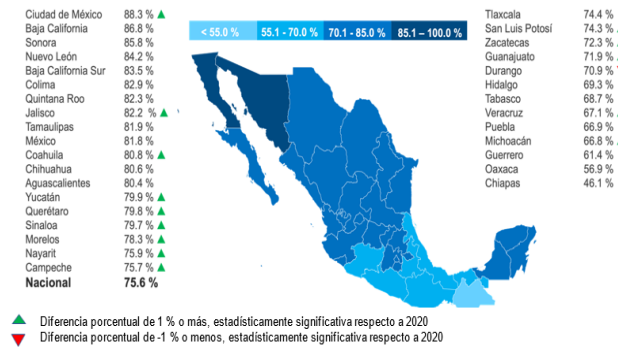 Ciudad de México 88.3 %
Baja California 86.8 %
Sonora 85.8 %
Nuevo León 84.2 %
Baja California Sur 83.5 %
Colima 82.9 %
Quintana Roo 82.3 %
Jalisco 82.2 %
Tamaulipas 81.9 %
México 81.8 %
Coahuila 80.8 %
Chihuahua 80.6 %
Aguascalientes 80.4 %
Yucatán 79.9 %
Querétaro 79.8 %
Sinaloa 79.7 %
Morelos 78.3 %
Nayarit 75.9 %
Campeche 75.7 %
Nacional 75.6 %
< 55.0 % 55.1 - 70.0 % 70.1 - 85.0 % 85.1 – 100.0 %
Tlaxcala 74.4 %
San Luis Potosí 74.3 %
Zacatecas 72.3 %
Guanajuato 71.9 %
Durango 70.9 %
Hidalgo 69.3 %
Tabasco 68.7 %
Veracruz 67.1 %
Puebla 66.9 %
Michoacán 66.8 %
Guerrero 61.4 %
Oaxaca 56.9 %
Chiapas 46.1 %
Diferencia porcentual de 1 % o más, estadísticamente significativa respecto a 2020
Diferencia porcentual de -1 % o menos, estadísticamente significativa respecto a 2020